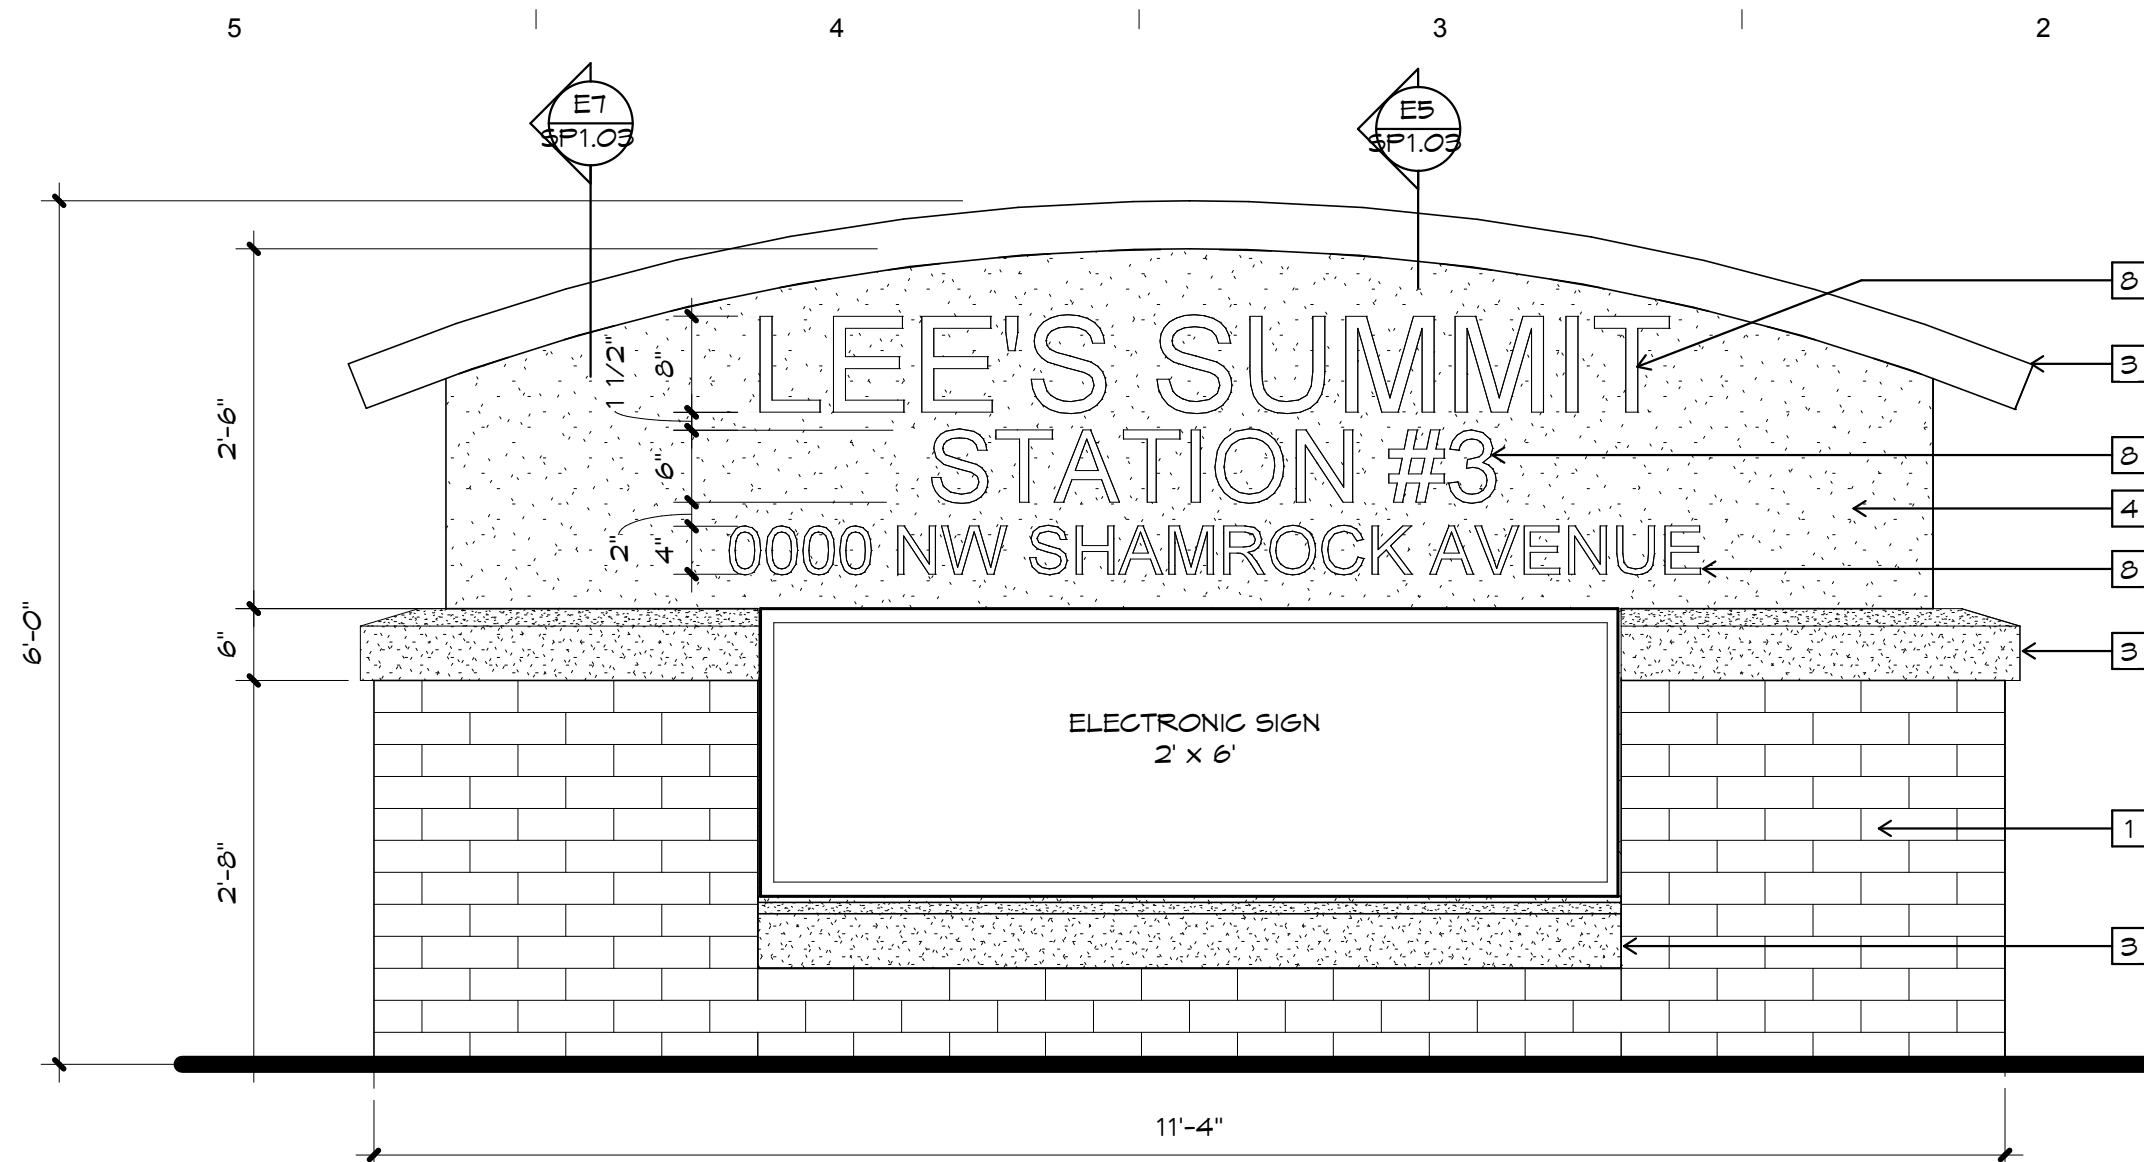 5 4 3 2
E7
SP1.03
E5
SP1.03
8
3
8
4
8
3
1
3
LEE'S SUMMIT
STATION #3
0000 NW SHAMROCK AVENUE
8"
1 1/2"
6"
2"
4"
2'-6"
6"
2'-8"
6'-0"
ELECTRONIC SIGN
2' x 6'
11'-4"